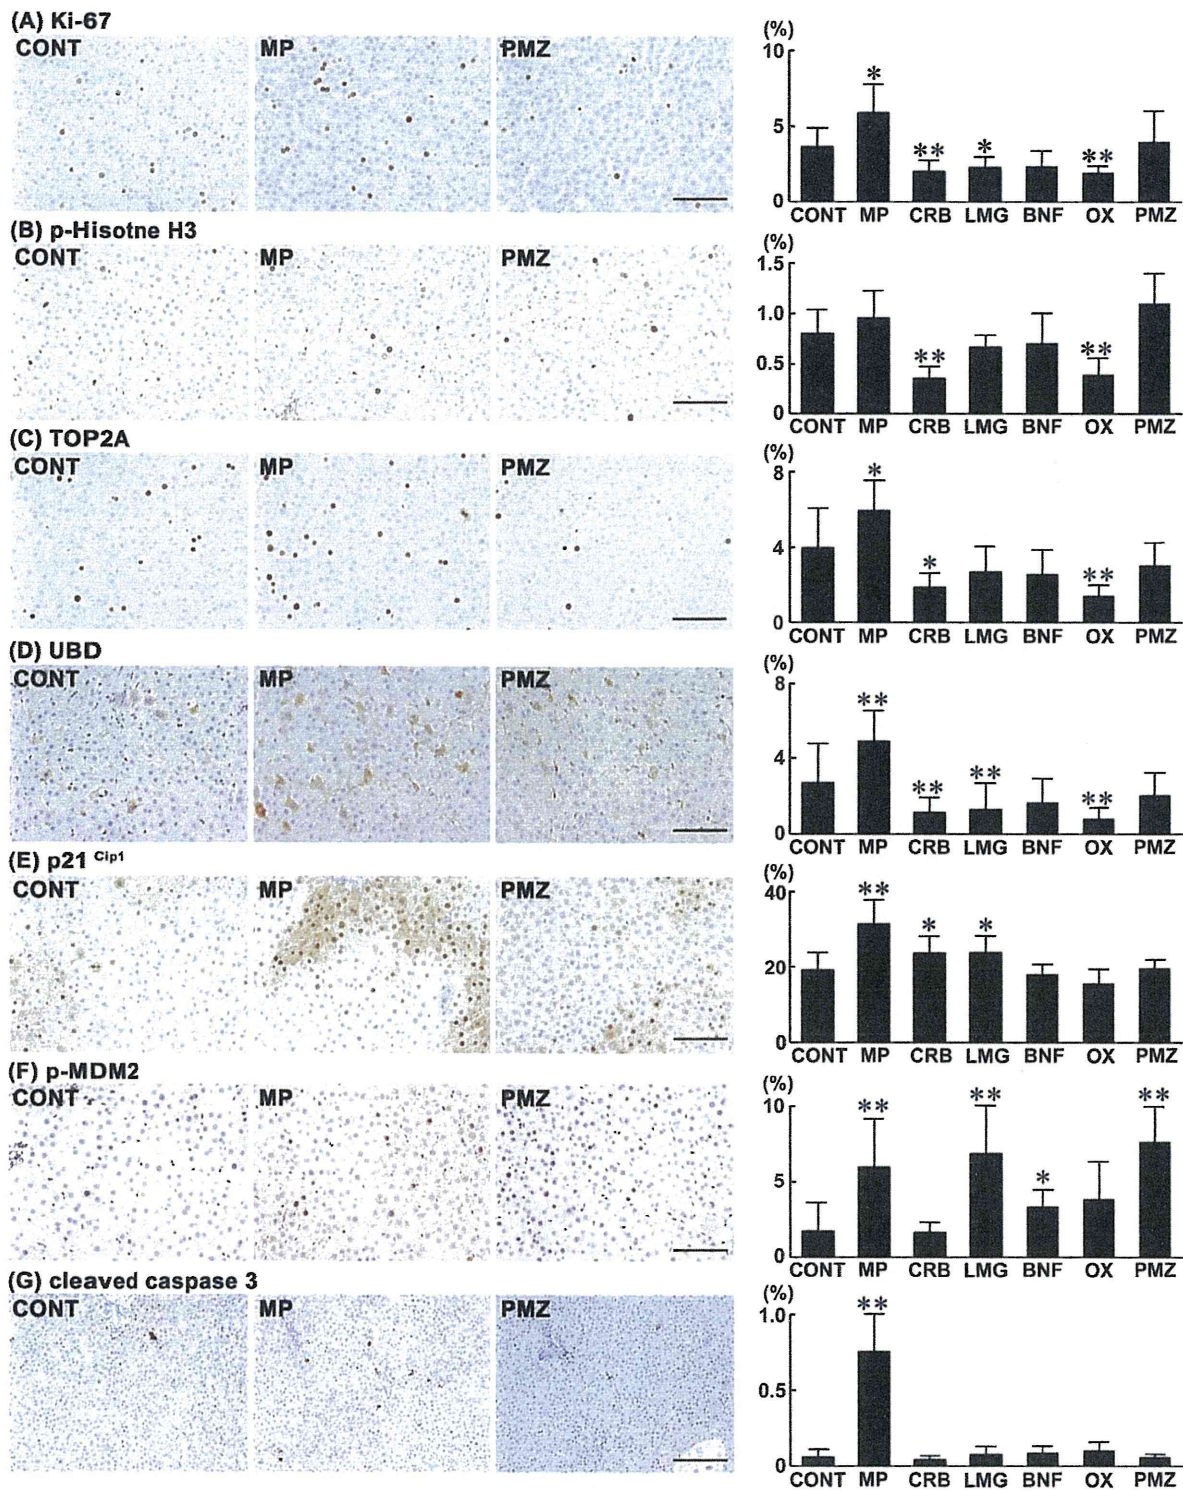 (A) Ki-67
CONT MP PMZ
(%)
10
5
0
* ** * **
CONT MP CRB LMG BNF OX PMZ
(B) p-Hisotne H3
CONT MP PMZ
(%)
1.5
1.0
0.5
0
** **
CONT MP CRB LMG BNF OX PMZ
(C) TOP2A
CONT MP PMZ
(%)
8
4
0
* * **
CONT MP CRB LMG BNF OX PMZ
(D) UBD
CONT MP PMZ
(%)
8
4
0
** ** ** **
CONT MP CRB LMG BNF OX PMZ
(E) p21 Cip1
CONT MP PMZ
(%)
40
20
0
** * *
CONT MP CRB LMG BNF OX PMZ
(F) p-MDM2
CONT MP PMZ
(%)
10
5
0
** ** * **
CONT MP CRB LMG BNF OX PMZ
(G) cleaved caspase 3
CONT MP PMZ
(%)
1.0
0.5
0
**
CONT MP CRB LMG BNF OX PMZ